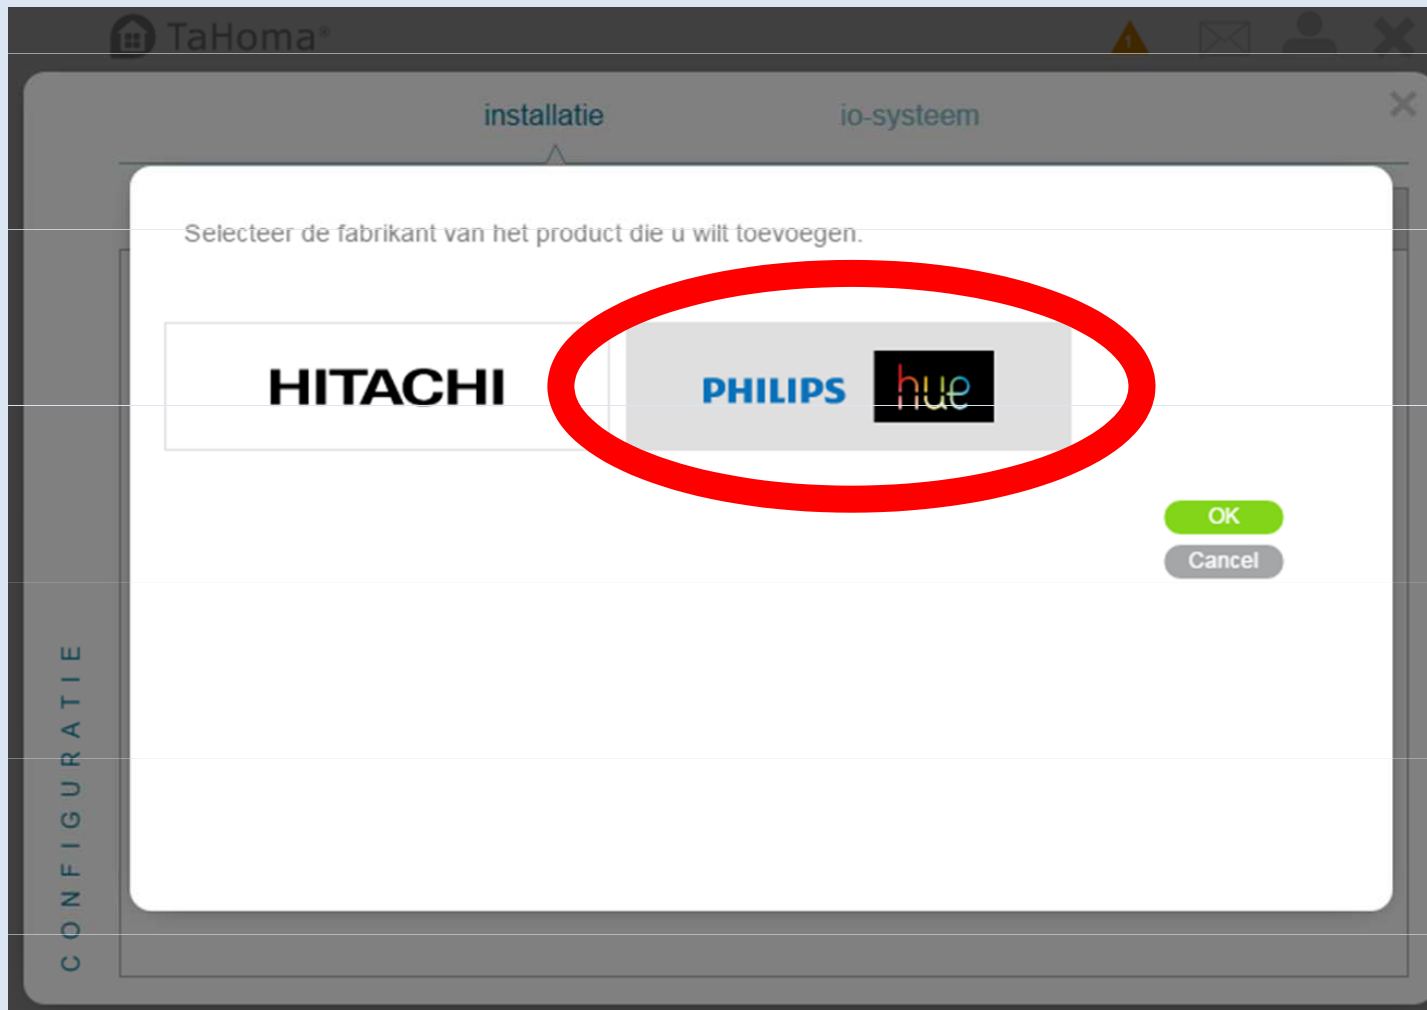 TaHoma®
1
installatie
io-systeem
Selecteer de fabrikant van het product die u wilt toevoegen.
HITACHI
PHILIPS
hue
OK
Cancel
CONFIGURATIE